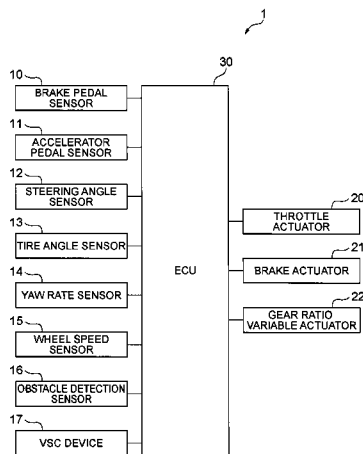 1
30
10
BRAKE PEDAL
SENSOR
11
ACCELERATOR
PEDAL SENSOR
12
STEERING ANGLE
SENSOR
13
TIRE ANGLE SENSOR
14
YAW RATE SENSOR
15
WHEEL SPEED
SENSOR
16
OBSTACLE DETECTION
SENSOR
17
VSC DEVICE
ECU
20
THROTTLE
ACTUATOR
21
BRAKE ACTUATOR
22
GEAR RATIO
VARIABLE ACTUATOR